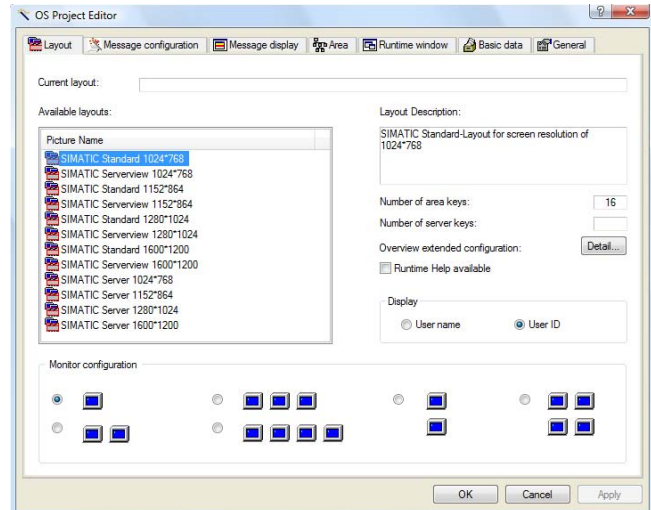 OS Project Editor
Layout Message configuration Message display Area Runtime window Basic data General
Current layout:
Available layouts:
Picture Name
SIMATIC Standard 1024*768
SIMATIC Serverview 1024*768
SIMATIC Standard 1152*864
SIMATIC Serverview 1152*864
SIMATIC Standard 1280*1024
SIMATIC Serverview 1280*1024
SIMATIC Standard 1600*1200
SIMATIC Serverview 1600*1200
SIMATIC Server 1024*768
SIMATIC Server 1152*864
SIMATIC Server 1280*1024
SIMATIC Server 1600*1200
Layout Description:
SIMATIC Standard-Layout for screen resolution of
1024*768
Number of area keys: 16
Number of server keys:
Overview extended configuration: Detail...
Runtime Help available
Display
User name User ID
Monitor configuration
OK Cancel Apply